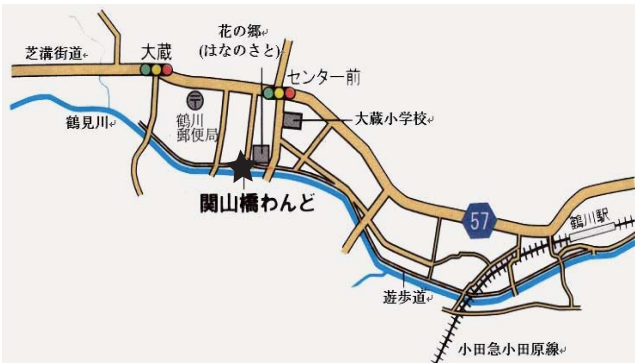 花の郷
(はなのさと)
大蔵
芝溝街道
センター前
鶴川
郵便局
大蔵小学校
鶴見川
関山橋わんど
57
鶴川駅
遊歩道
小田急小田原線